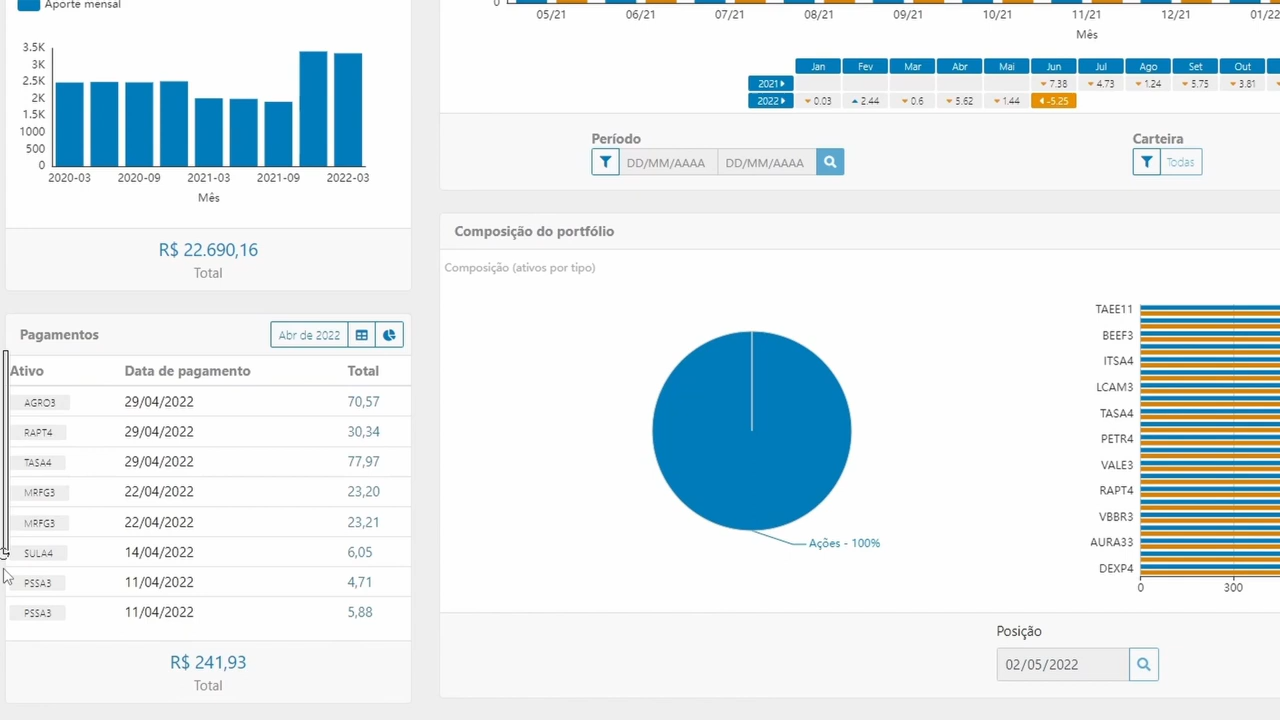 Aporte mensal
3.5K
3K
2.5K
2K
1.5K
1000
500
0
2020-03 2020-09 2021-03 2021-09 2022-03
Mês
R$ 22.690,16
Total
Pagamentos
Abr de 2022
Ativo Data de pagamento Total
AGRO3 29/04/2022 70,57
RAPT4 29/04/2022 30,34
TASA4 29/04/2022 77,97
MRFG3 22/04/2022 23,20
MRFG3 22/04/2022 23,21
SULA4 14/04/2022 6,05
PSSA3 11/04/2022 4,71
PSSA3 11/04/2022 5,88
R$ 241,93
Total
0
05/21 06/21 07/21 08/21 09/21 10/21 11/21 12/21 01/22
Mês
Jan Fev Mar Abr Mai Jun Jul Ago Set Out
2021 7.38 4.73 1.24 5.75 3.81
2022 0.03 2.44 0.6 5.62 1.44 -5.25
Período
DD/MM/AAAA DD/MM/AAAA
Carteira
Todas
Composição do portfólio
Composição (ativos por tipo)
Ações - 100%
TAEE11
BEEF3
ITSA4
LCAM3
TASA4
PETR4
VALE3
RAPT4
VBBR3
AURA33
DEXP4
0 300
Posição
02/05/2022